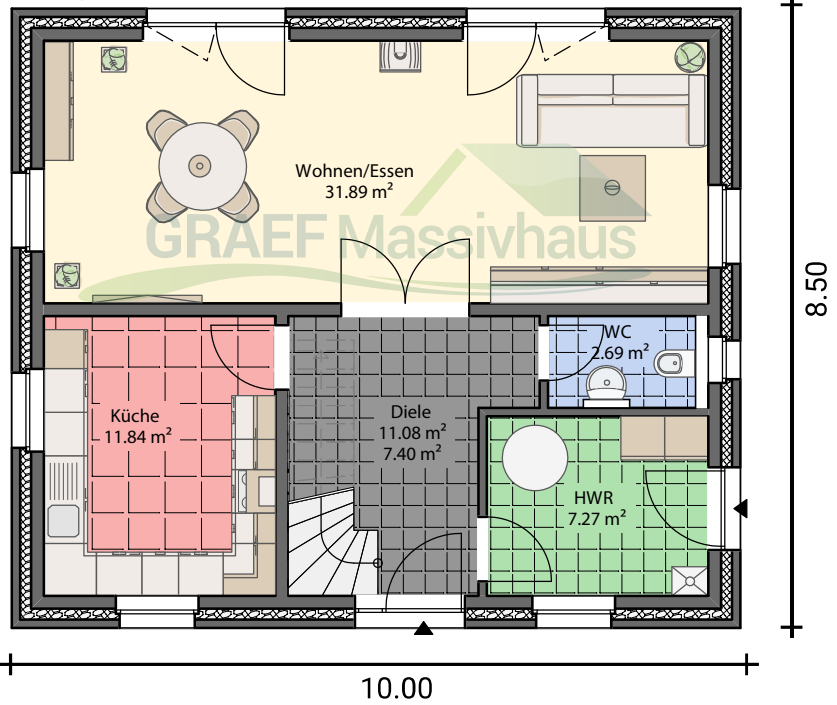 Wohnen/Essen
31.89 m²
GRAEF Massivhaus
8.50
WC
2.69 m²
Küche
11.84 m²
Diele
11.08 m²
7.40 m²
HWR
7.27 m²
10.00